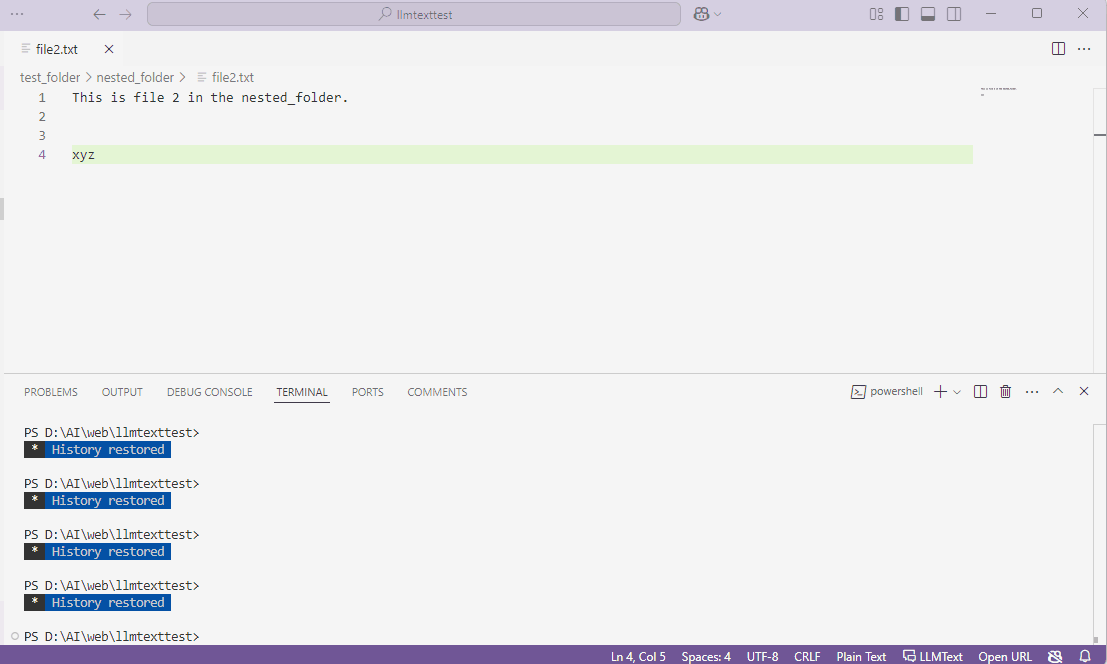 llmtexttest
file2.txt
test_folder > nested_folder > file2.txt
1 This is file 2 in the nested_folder.
2
3
4 xyz
PROBLEMS OUTPUT DEBUG CONSOLE TERMINAL PORTS COMMENTS powershell
PS D:\AI\web\llmtexttest>
* History restored
PS D:\AI\web\llmtexttest>
* History restored
PS D:\AI\web\llmtexttest>
* History restored
PS D:\AI\web\llmtexttest>
* History restored
PS D:\AI\web\llmtexttest>
Ln 4, Col 5 Spaces: 4 UTF-8 CRLF Plain Text LLMText Open URL